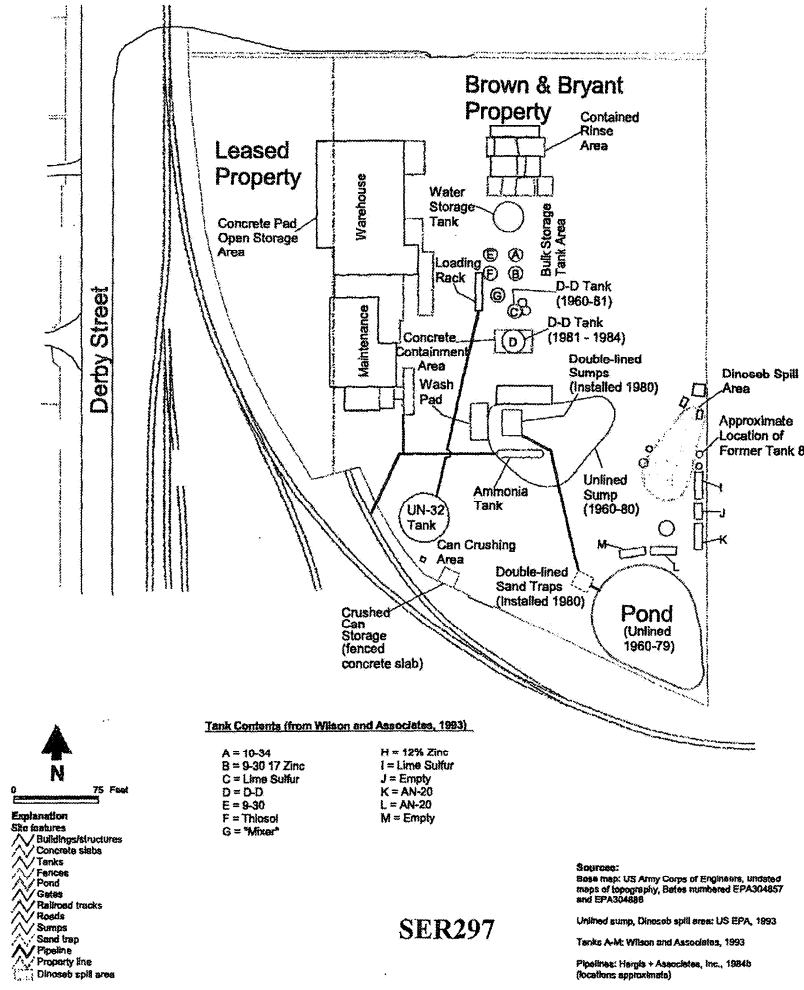 Brown & Bryant
Property
Contained
Rinse
Area
Leased
Property
Warehouse
Water
Storage
Tank
Concrete Pad
Open Storage
Area
Bulk Storage
Tank Area
E
A
F
B
G
C
D
Loading
Rack
D-D Tank
(1960-81)
D-D Tank
(1981 - 1984)
Derby Street
Maintenance
Concrete
Containment
Area
Double-lined
Sumps
(Installed 1980)
Dinoseb Spill
Area
Wash
Pad
Approximate
Location of
Former Tank 8
Unlined
Sump
(1960-80)
Ammonia
Tank
I
J
K
UN-32
Tank
M
L
Can Crushing
Area
Double-lined
Sand Traps
(Installed 1980)
Pond
(Unlined
1960-79)
Crushed
Can
Storage
(fenced
concrete slab)
Tank Contents (from Wilson and Associates, 1993)
A = 10-34
B = 9-30 17 Zinc
C = Lime Sulfur
D = D-D
E = 9-30
F = Thiosol
G = "Mixer"
H = 12% Zinc
I = Lime Sulfur
J = Empty
K = AN-20
L = AN-20
M = Empty
N
0 75 Feet
Explanation
Site features
Buildings/structures
Concrete slabs
Tanks
Fences
Pond
Gates
Railroad tracks
Roads
Sumps
Sand trap
Pipeline
Property line
Dinoseb spill area
SER297
Sources:
Base map: US Army Corps of Engineers, undated
maps of topography, Bates numbered EPA304857
and EPA304886
Unlined sump, Dinoseb spill area: US EPA, 1993
Tanks A-M: Wilson and Associates, 1993
Pipelines: Hargis + Associates, Inc., 1984b
(locations approximate)